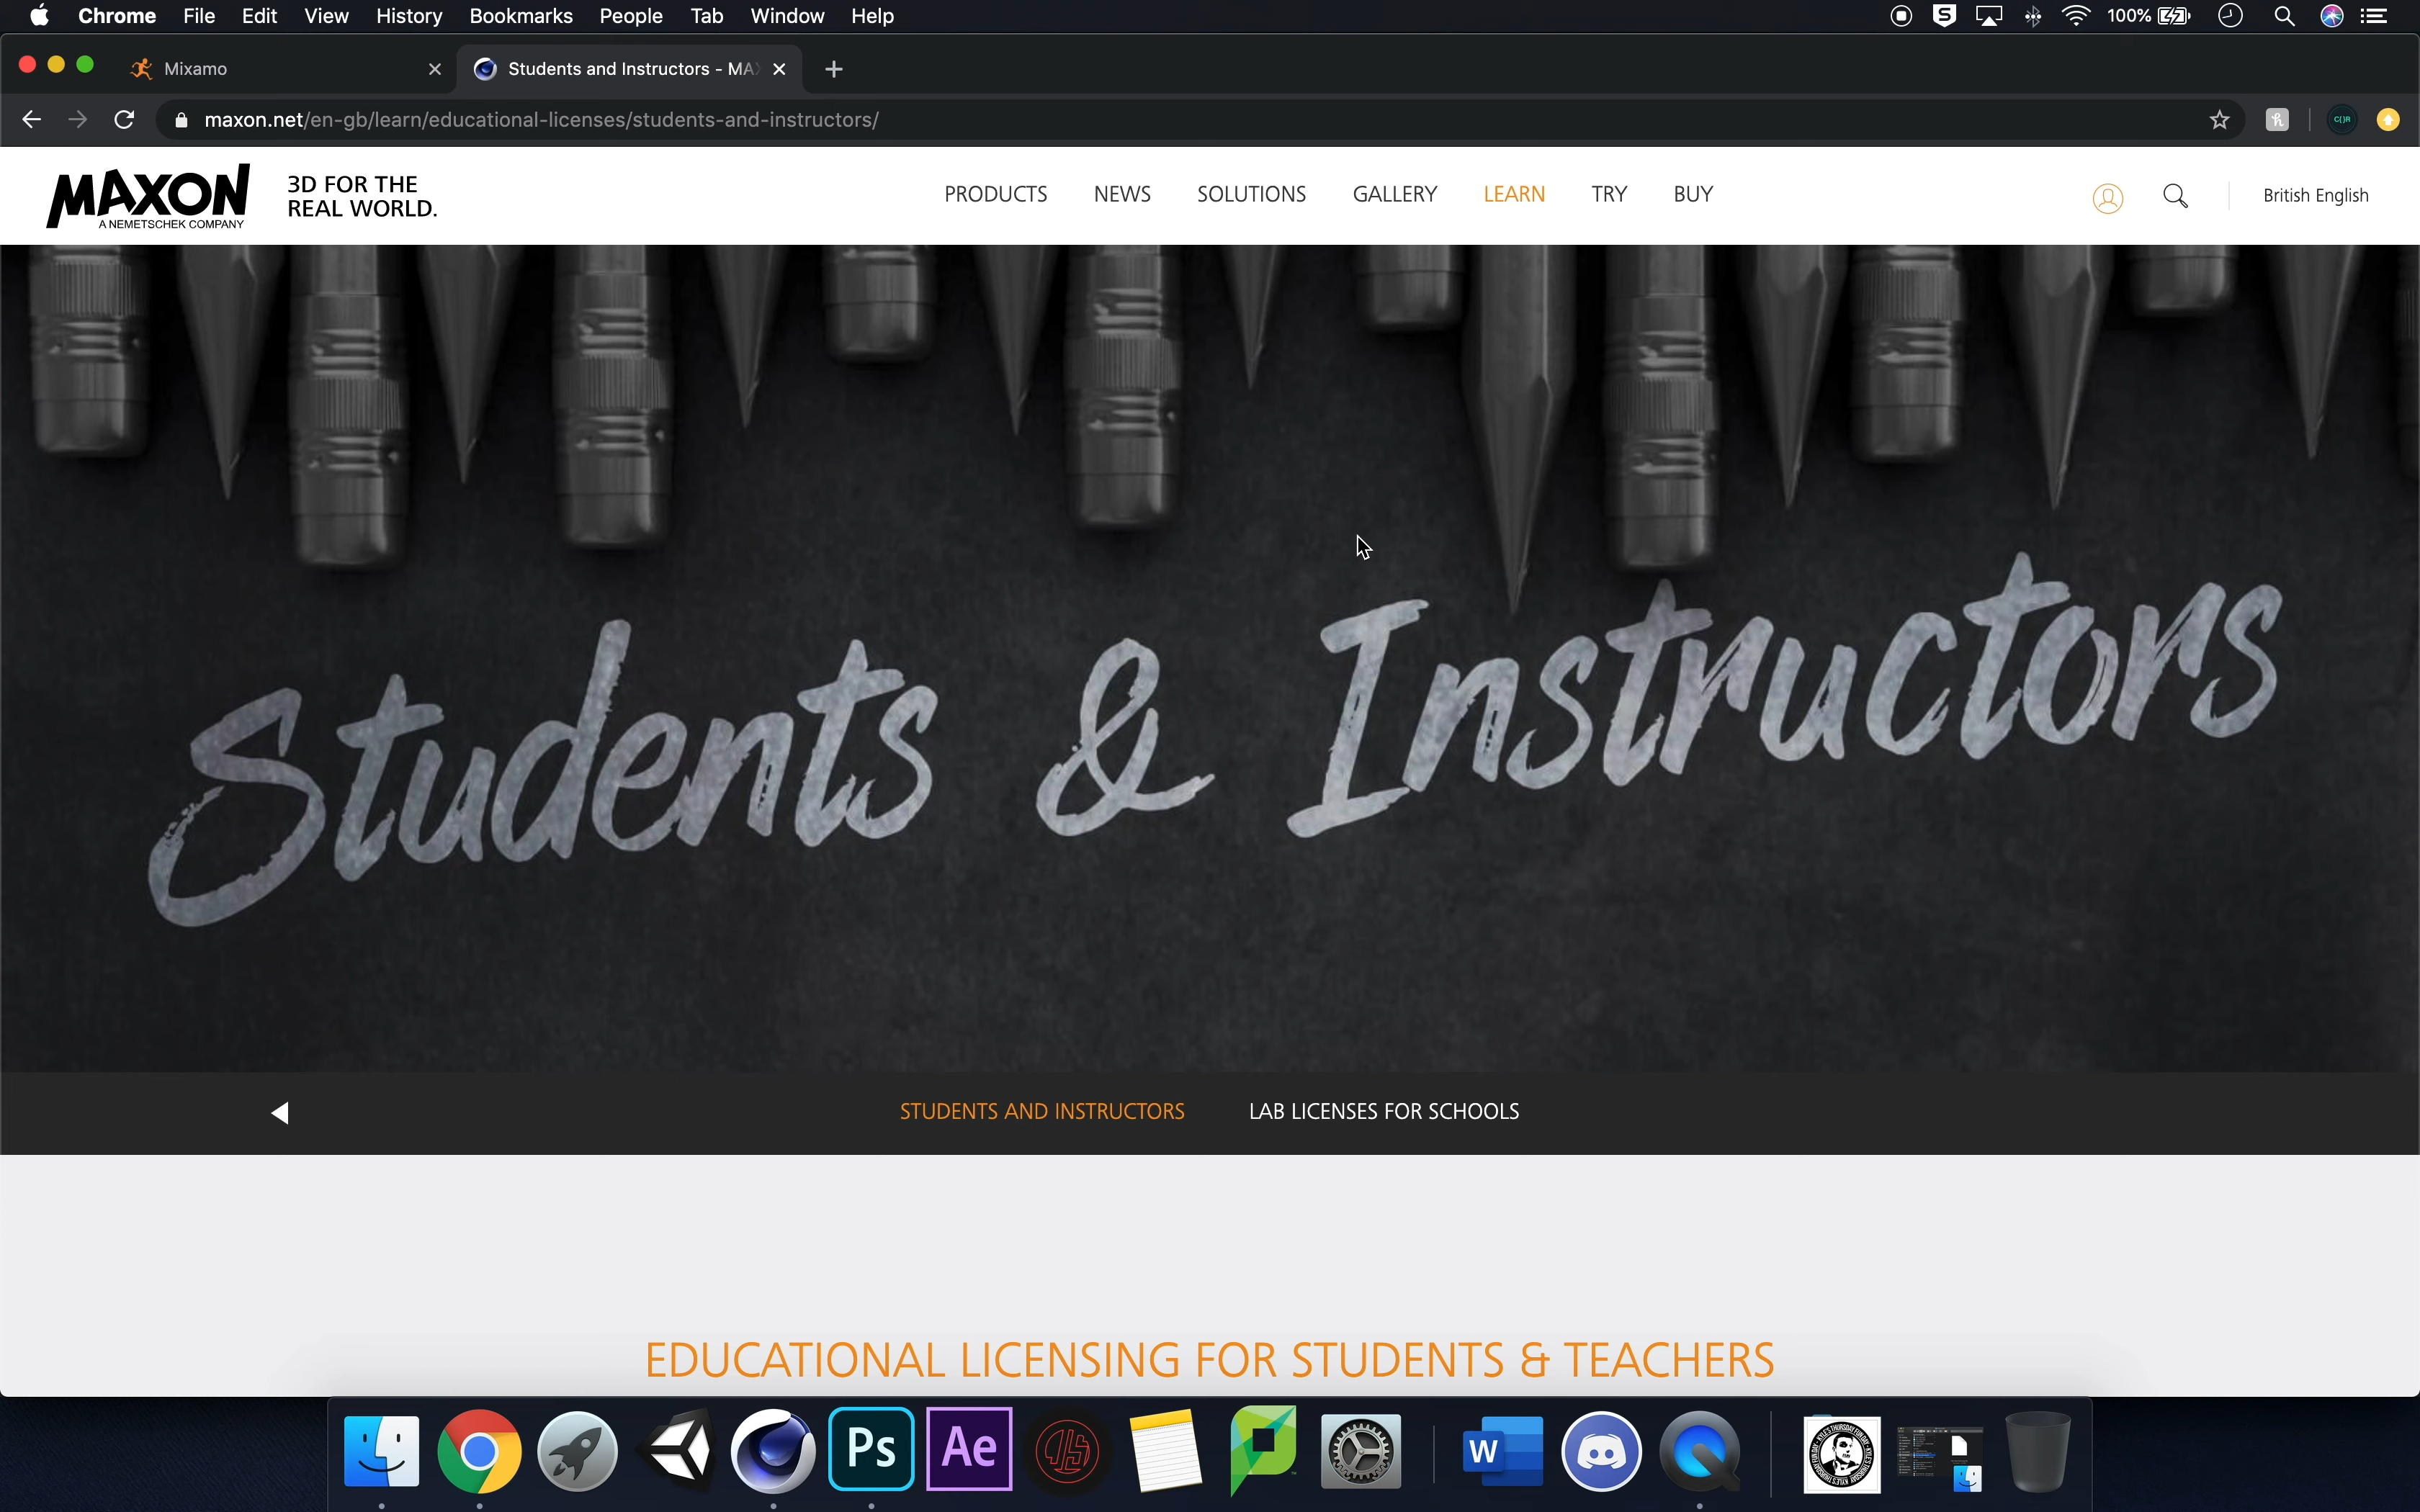 Chrome File Edit View History Bookmarks People Tab Window Help 100%
Mixamo Students and Instructors - MA
maxon.net/en-gb/learn/educational-licenses/students-and-instructors/
MAXON
A NEMETSCHEK COMPANY
3D FOR THE
REAL WORLD.
PRODUCTS NEWS SOLUTIONS GALLERY LEARN TRY BUY
British English
Students & Instructors
STUDENTS AND INSTRUCTORS LAB LICENSES FOR SCHOOLS
EDUCATIONAL LICENSING FOR STUDENTS & TEACHERS
Ps Ae W